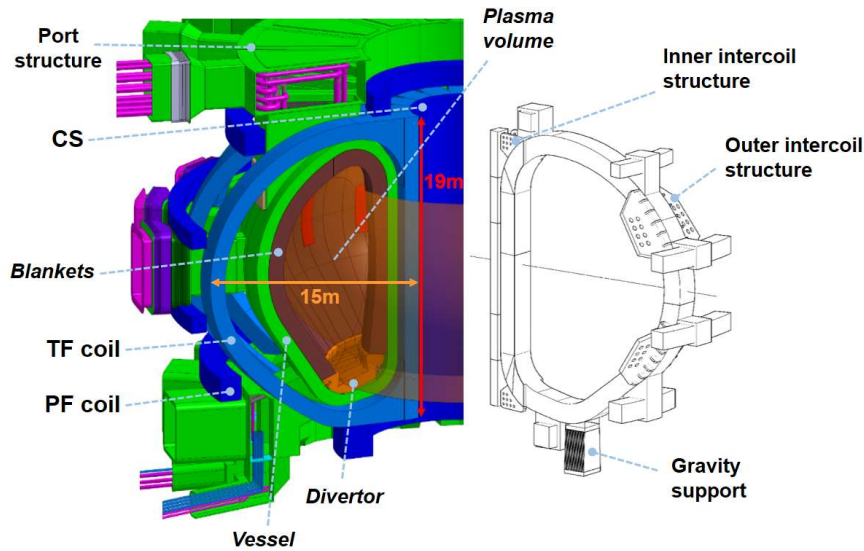 Port
structure
Plasma
volume
Inner intercoil
structure
CS
Outer intercoil
structure
19m
Blankets
15m
TF coil
PF coil
Gravity
support
Divertor
Vessel